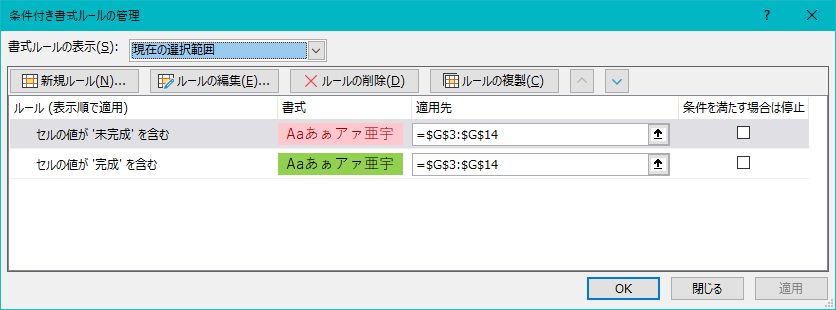 条件付き書式ルールの管理
書式ルールの表示(S): 現在の選択範囲
新規ルール(N)... ルールの編集(E)... ルールの削除(D) ルールの複製(C)
ルール (表示順で適用) 書式 適用先 条件を満たす場合は停止
セルの値が '未完成' を含む Aaあぁアァ亜宇 =$G$3:$G$14
セルの値が '完成' を含む Aaあぁアァ亜宇 =$G$3:$G$14
OK 閉じる 適用